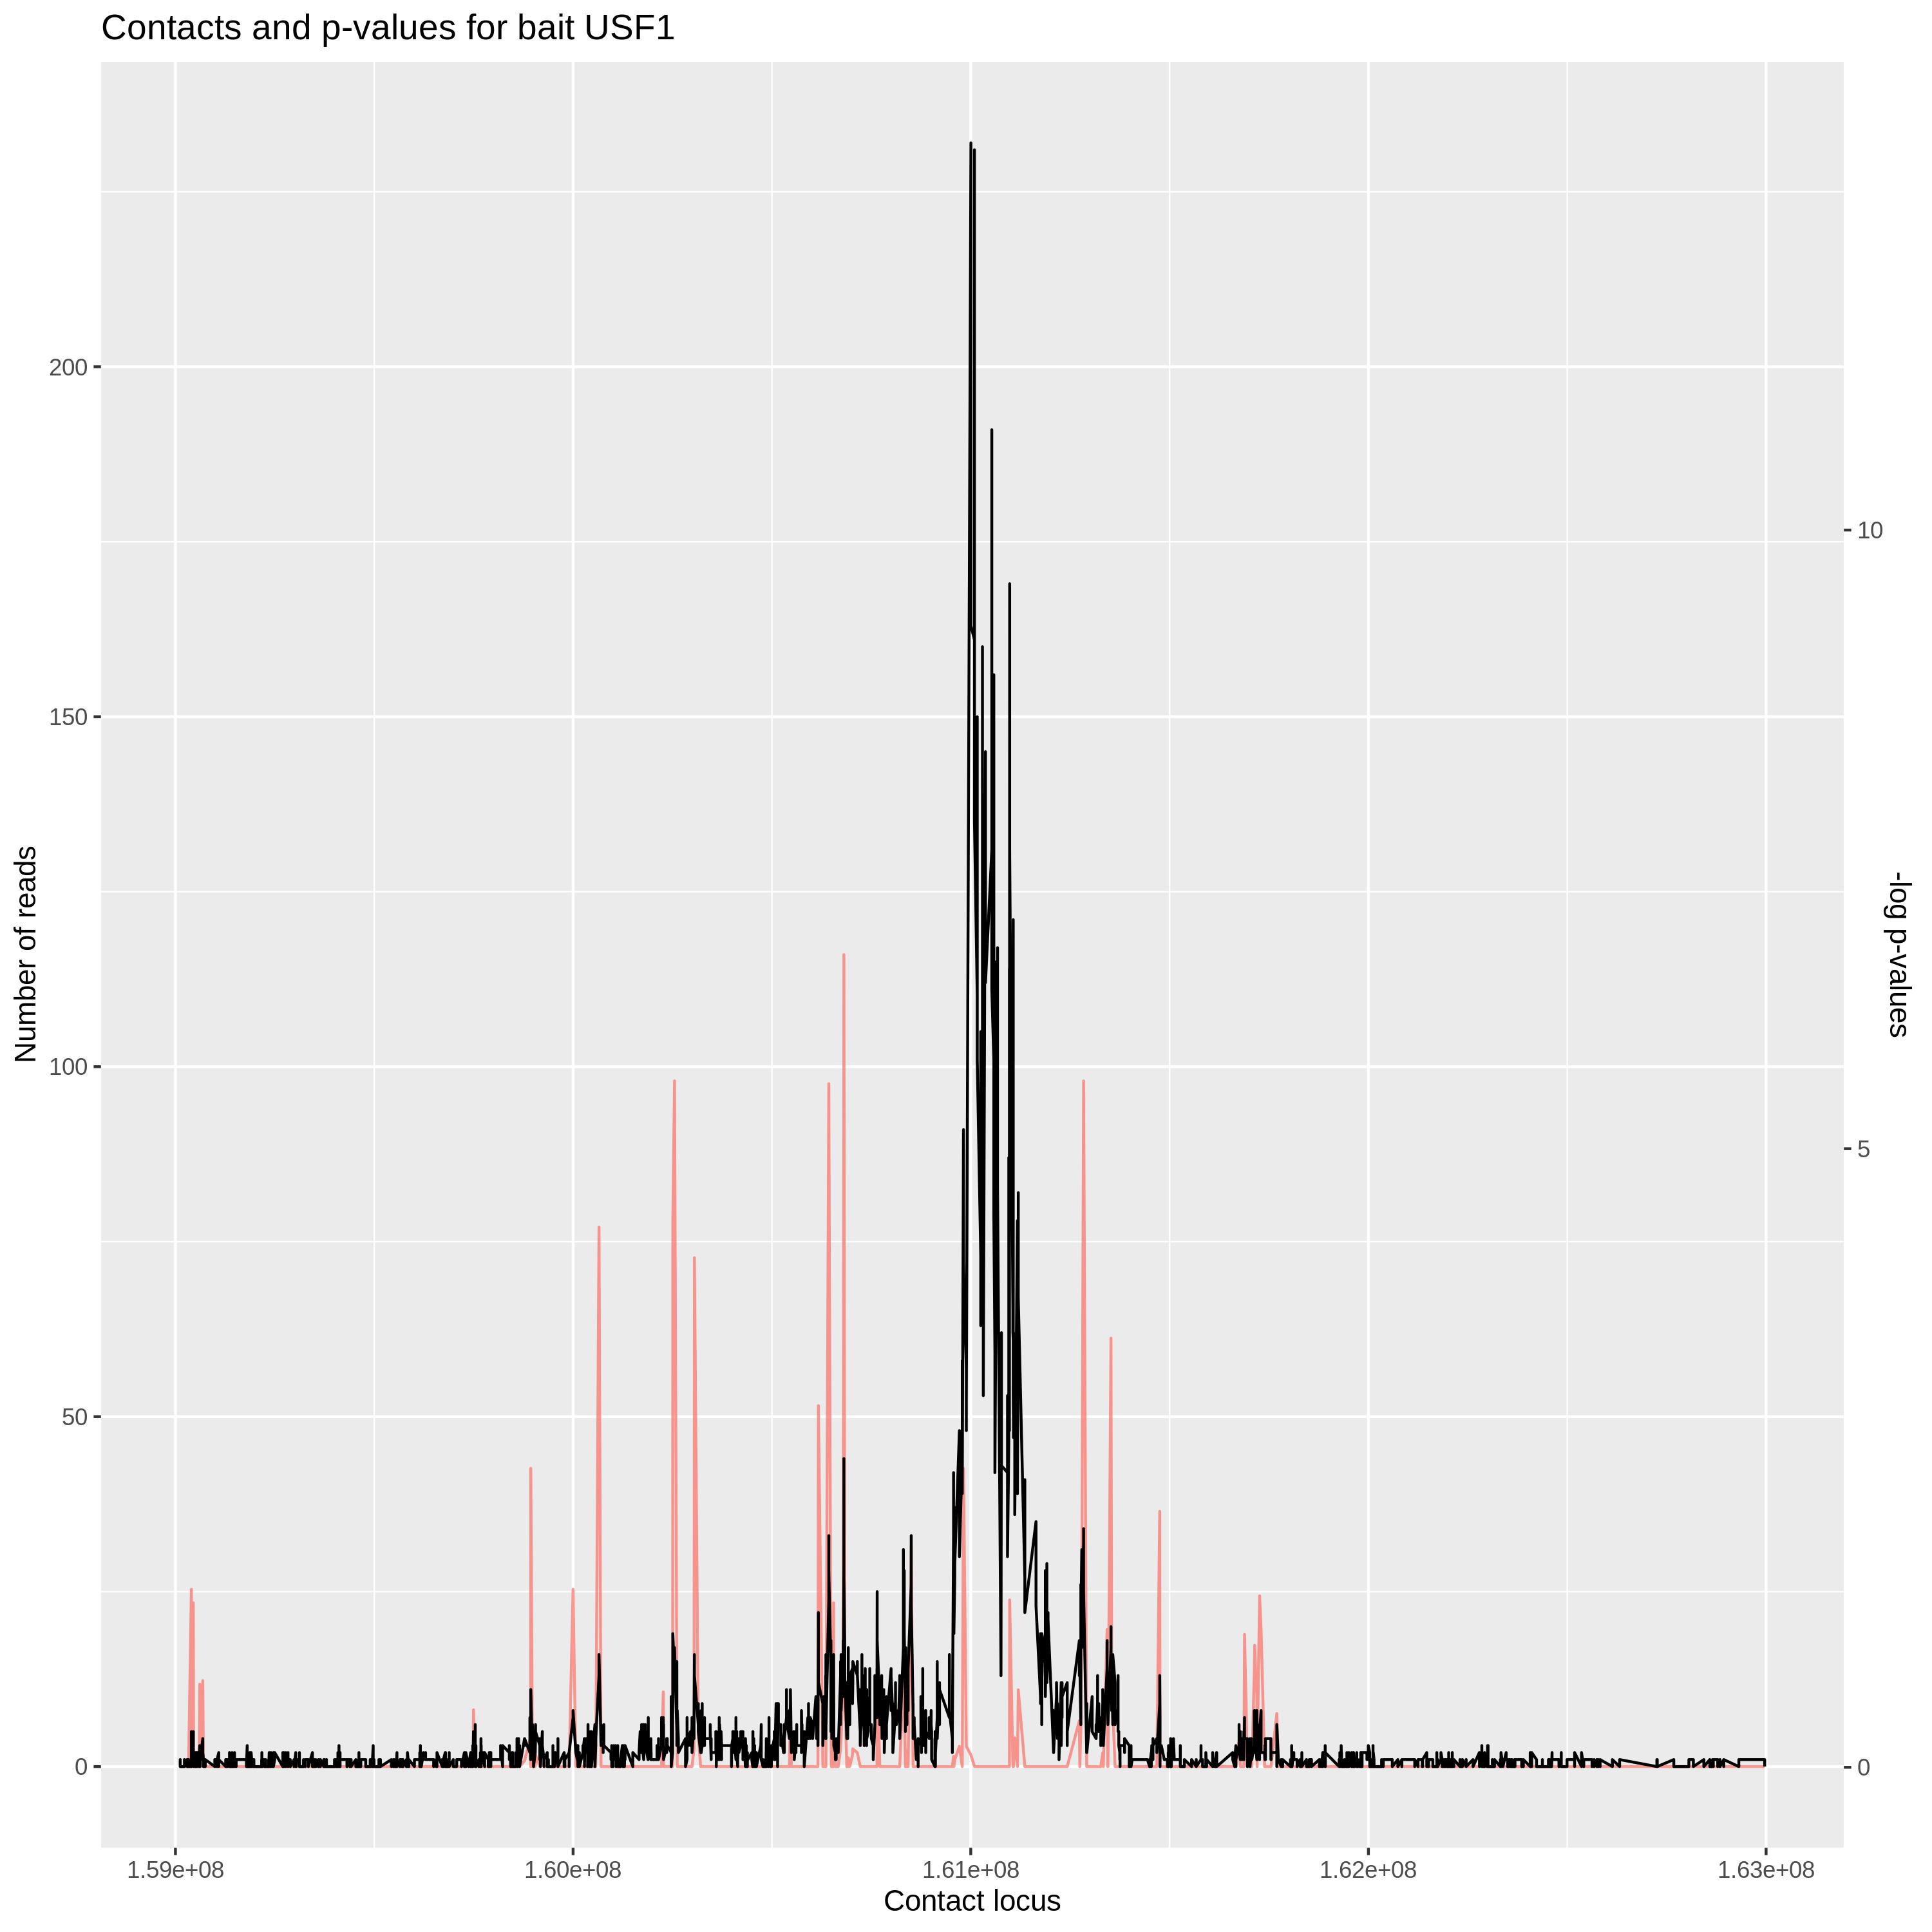 Contacts and p-values for bait USF1
200
150
100
50
0
Number of reads
10
5
0
-log p-values
1.59e+08
1.60e+08
1.61e+08
1.62e+08
1.63e+08
Contact locus